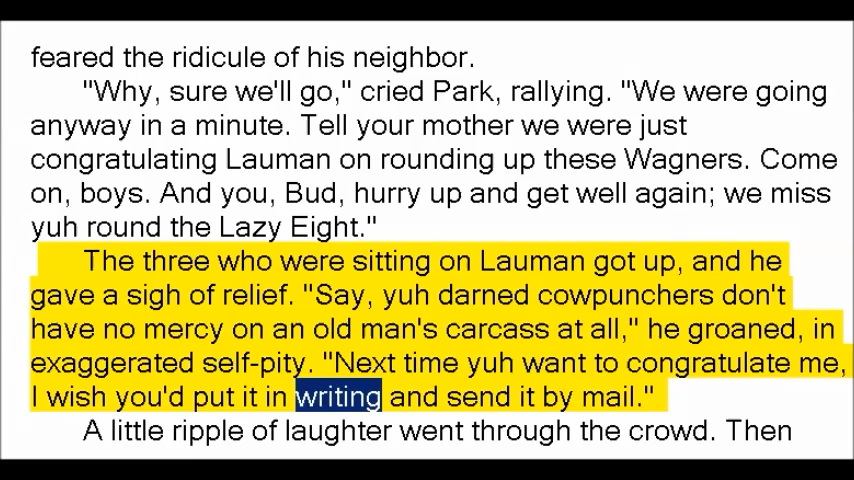 feared the ridicule of his neighbor.
"Why, sure we'll go," cried Park, rallying. "We were going
anyway in a minute. Tell your mother we were just
congratulating Lauman on rounding up these Wagners. Come
on, boys. And you, Bud, hurry up and get well again; we miss
yuh round the Lazy Eight."
The three who were sitting on Lauman got up, and he
gave a sigh of relief. "Say, yuh darned cowpunchers don't
have no mercy on an old man's carcass at all," he groaned, in
exaggerated self-pity. "Next time yuh want to congratulate me,
I wish you'd put it in writing and send it by mail."
A little ripple of laughter went through the crowd. Then